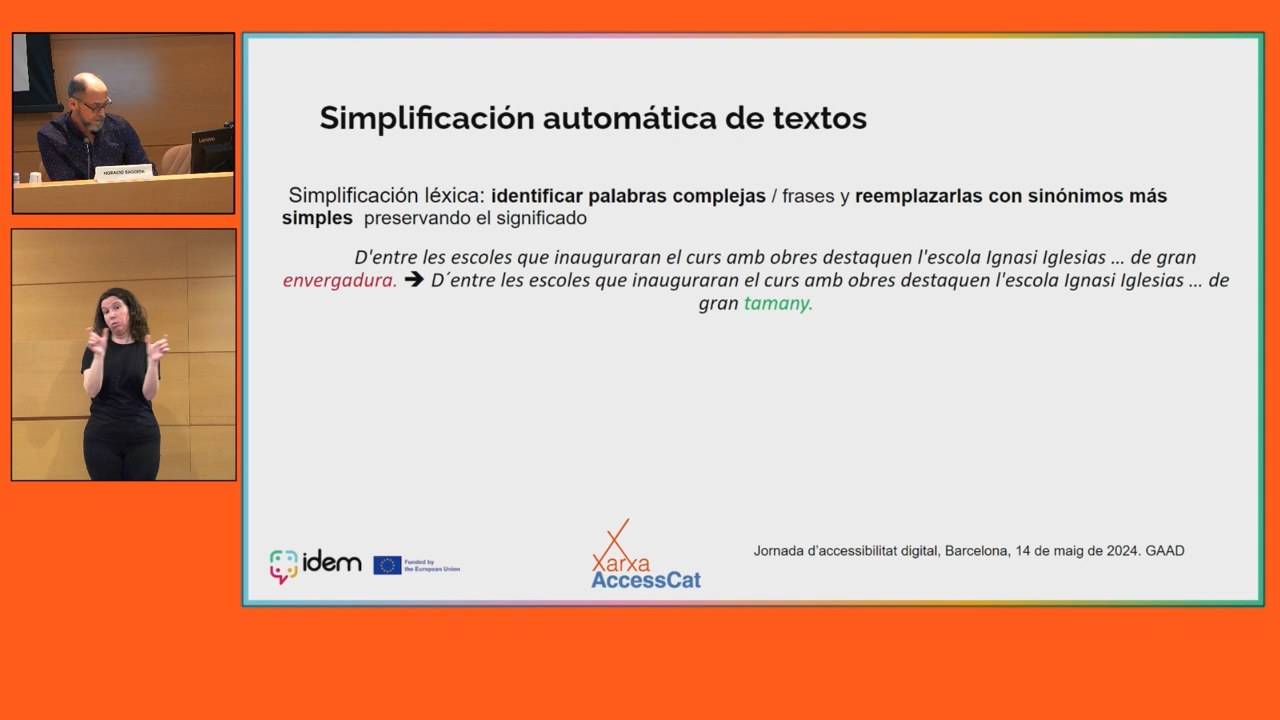 Simplificación automática de textos
Simplificación léxica: identificar palabras complejas / frases y reemplazarlas con sinónimos más
simples preservando el significado
D'entre les escoles que inauguraran el curs amb obres destaquen l'escola Ignasi Iglesias ... de gran
envergadura. ➔ D´entre les escoles que inauguraran el curs amb obres destaquen l'escola Ignasi Iglesias ... de
gran tamany.
idem
Funded by
the European Union
Xarxa
AccessCat
Jornada d’accessibilitat digital, Barcelona, 14 de maig de 2024. GAAD
HORACIO SAGGION
Lenovo